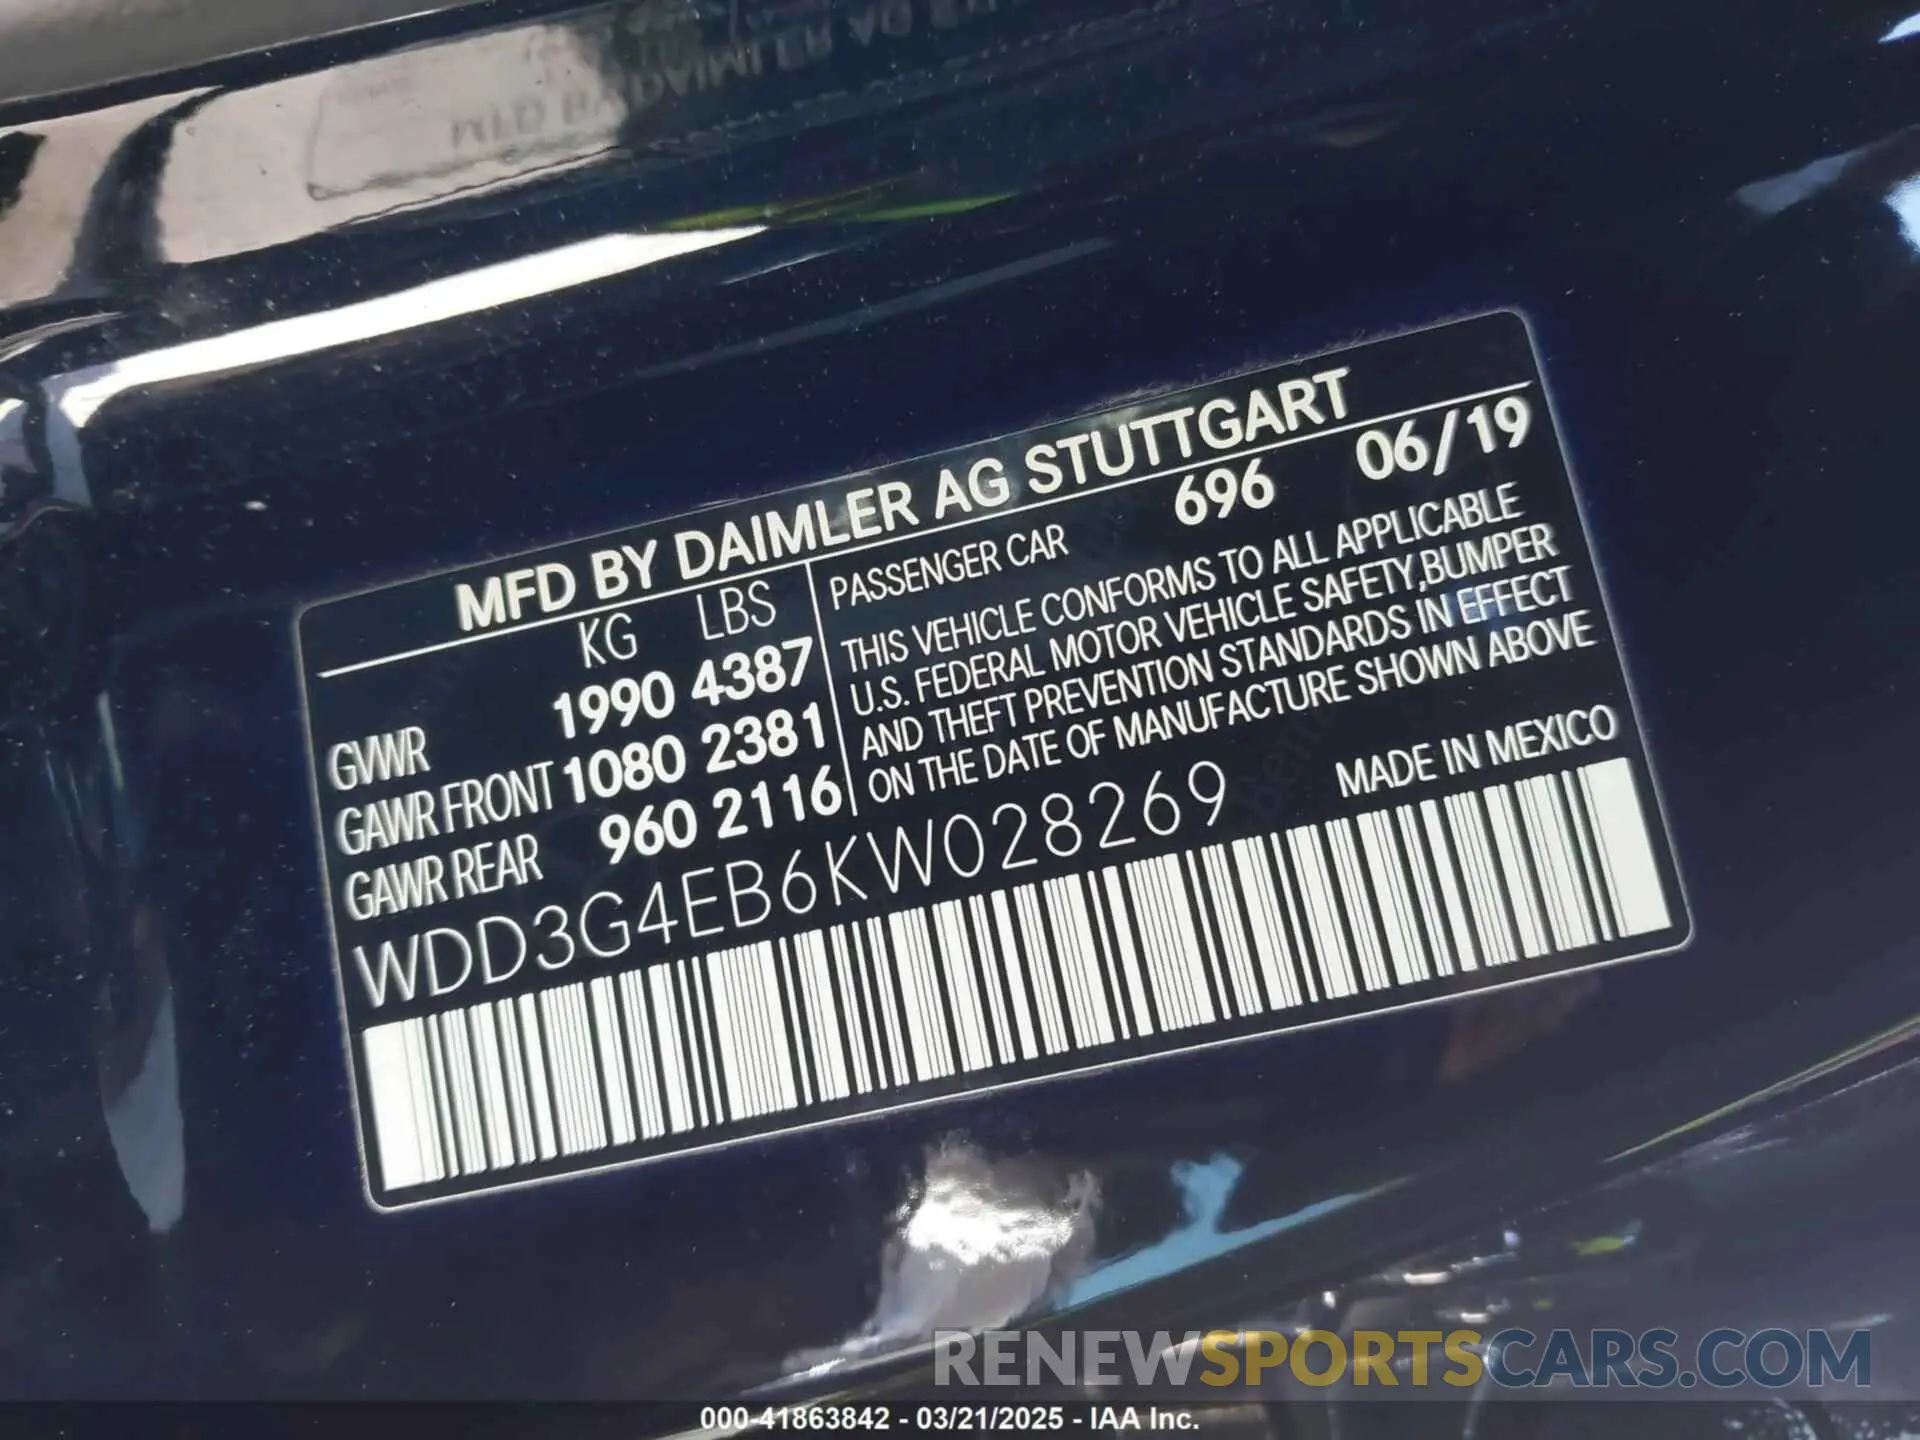 MFD BY DAIMLER AG STUTTGART
KG LBS
GVWR 1990 4387
GAWR FRONT 1080 2381
GAWR REAR 960 2116
PASSENGER CAR 696 06/19
THIS VEHICLE CONFORMS TO ALL APPLICABLE
U.S. FEDERAL MOTOR VEHICLE SAFETY,BUMPER
AND THEFT PREVENTION STANDARDS IN EFFECT
ON THE DATE OF MANUFACTURE SHOWN ABOVE
WDD3G4EB6KW028269
MADE IN MEXICO
RENEWSPORTSCARS.COM
000-41863842 - 03/21/2025 - IAA Inc.